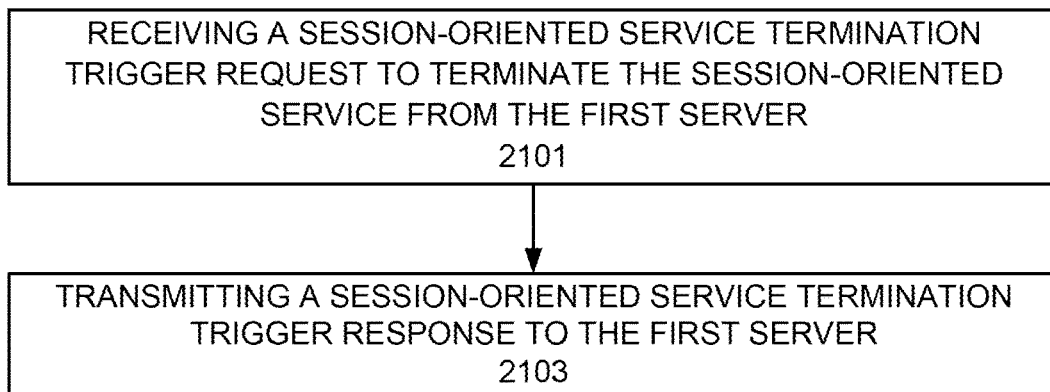 RECEIVING A SESSION-ORIENTED SERVICE TERMINATION
TRIGGER REQUEST TO TERMINATE THE SESSION-ORIENTED
SERVICE FROM THE FIRST SERVER
2101
TRANSMITTING A SESSION-ORIENTED SERVICE TERMINATION
TRIGGER RESPONSE TO THE FIRST SERVER
2103